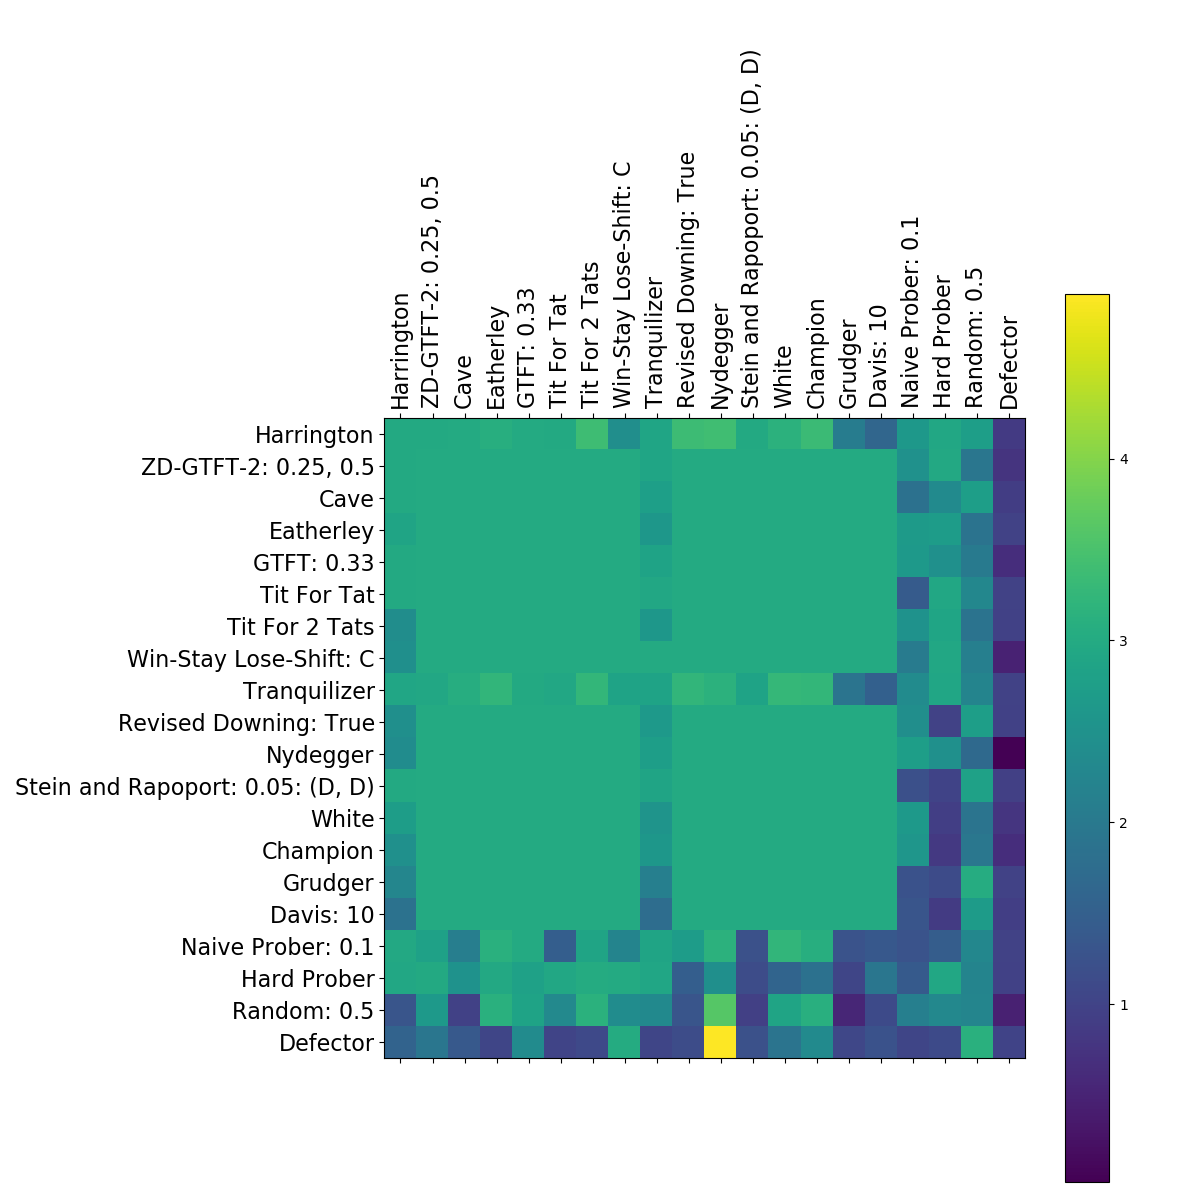 Harrington
ZD-GTFT-2: 0.25, 0.5
Cave
Eatherley
GTFT: 0.33
Tit For Tat
Tit For 2 Tats
Win-Stay Lose-Shift: C
Tranquilizer
Revised Downing: True
Nydegger
Stein and Rapoport: 0.05: (D, D)
White
Champion
Grudger
Davis: 10
Naive Prober: 0.1
Hard Prober
Random: 0.5
Defector
Harrington
ZD-GTFT-2: 0.25, 0.5
Cave
Eatherley
GTFT: 0.33
Tit For Tat
Tit For 2 Tats
Win-Stay Lose-Shift: C
Tranquilizer
Revised Downing: True
Nydegger
Stein and Rapoport: 0.05: (D, D)
White
Champion
Grudger
Davis: 10
Naive Prober: 0.1
Hard Prober
Random: 0.5
Defector
4
3
2
1